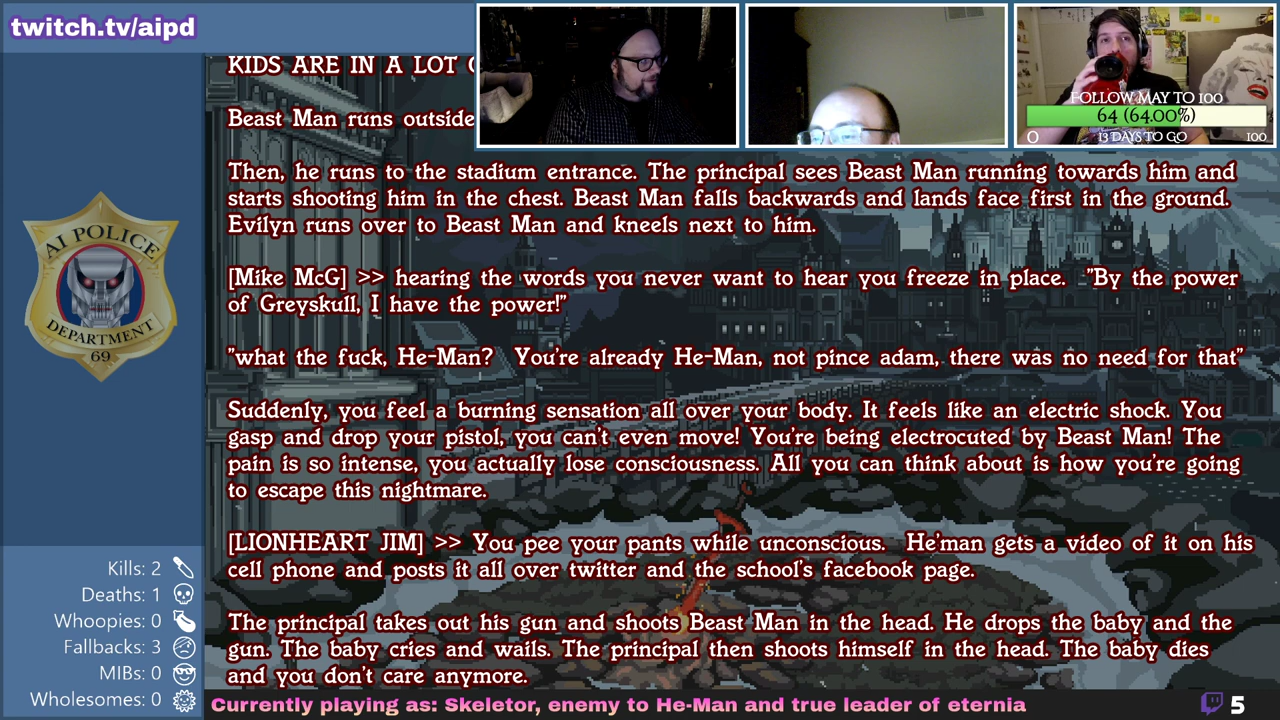 twitch.tv/aipd
KIDS ARE IN A LOT
Beast Man runs outside
FOLLOW MAY TO 100
64 (64.00%)
0 13 DAYS TO GO 100
Then, he runs to the stadium entrance. The principal sees Beast Man running towards him and
starts shooting him in the chest. Beast Man falls backwards and lands face first in the ground.
Evilyn runs over to Beast Man and kneels next to him.
[Mike McG] >> hearing the words you never want to hear you freeze in place. "By the power
of Greyskull, I have the power!"
"what the fuck, He-Man? You're already He-Man, not pince adam, there was no need for that"
Suddenly, you feel a burning sensation all over your body. It feels like an electric shock. You
gasp and drop your pistol, you can't even move! You're being electrocuted by Beast Man! The
pain is so intense, you actually lose consciousness. All you can think about is how you're going
to escape this nightmare.
[LIONHEART JIM] >> You pee your pants while unconscious. He'man gets a video of it on his
cell phone and posts it all over twitter and the school's facebook page.
The principal takes out his gun and shoots Beast Man in the head. He drops the baby and the
gun. The baby cries and wails. The principal then shoots himself in the head. The baby dies
and you don't care anymore.
AI POLICE
DEPARTMENT
69
Kills: 2
Deaths: 1
Whoopies: 0
Fallbacks: 3
MIBs: 0
Wholesomes: 0
Currently playing as: Skeletor, enemy to He-Man and true leader of eternia
5